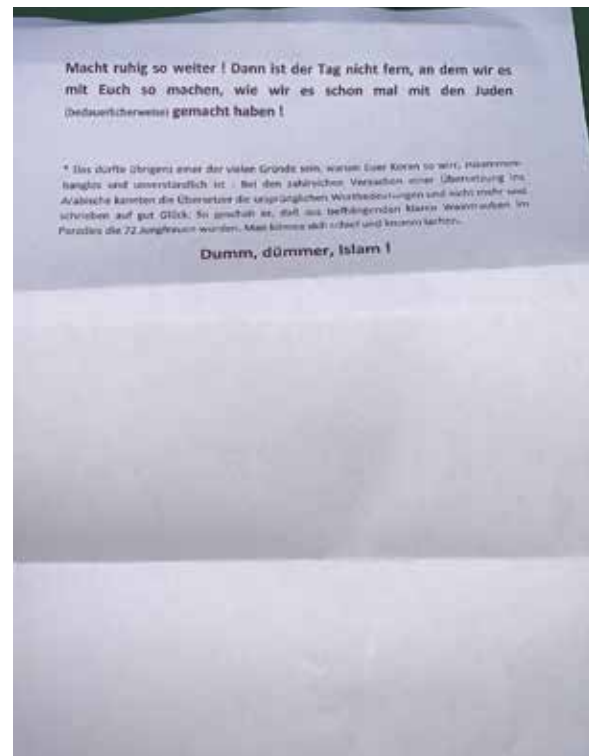 Macht ruhig so weiter ! Dann ist der Tag nicht fern, an dem wir es
mit Euch so machen, wie wir es schon mal mit den Juden
(bedauerlicherweise) gemacht haben !
* Das dürfte übrigens einer der vielen Gründe sein, warum Euer Koran so wirr, zusammen-
hanglos und unverständlich ist : Bei den zahlreichen Versuchen einer Übersetzung ins
Arabische kannten die Übersetzer die ursprünglichen Wortbedeutungen und nicht mehr und
schrieben auf gut Glück. So geschah es, daß aus klaren Weintrauben im
Paradies die 72 Jungfrauen wurden. Man könnte sich scheef und krumm lachen.
Dumm, dümmer, Islam !